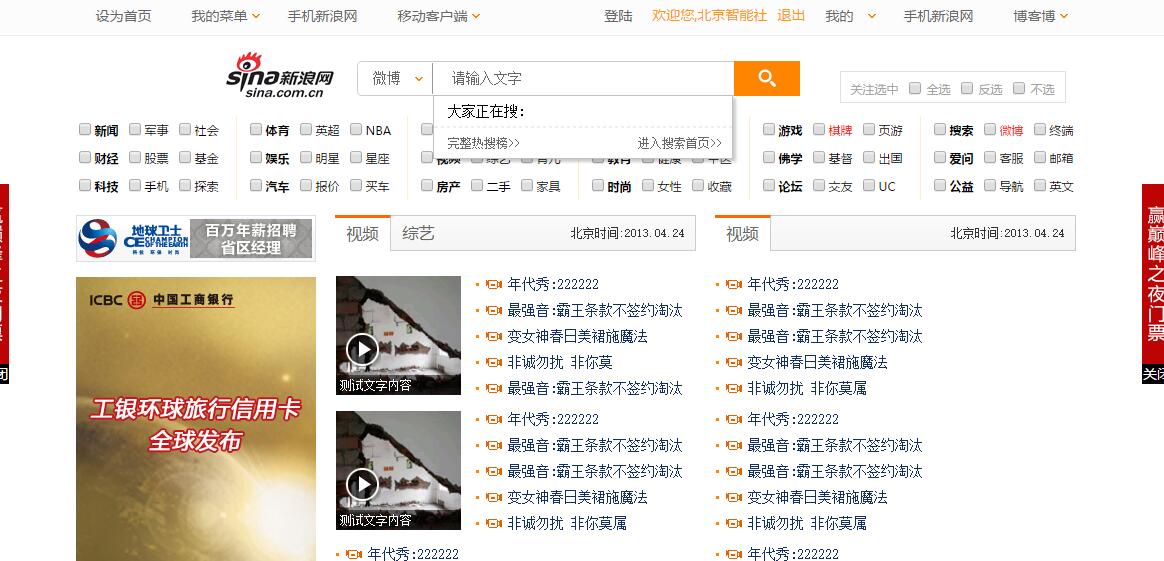 设为首页 我的菜单 手机新浪网 移动客户端 登陆 欢迎您,北京智能社 退出 我的 手机新浪网 博客博
sina新浪网
sina.com.cn
微博 请输入文字
关注选中 全选 反选 不选
大家正在搜:
完整热搜榜>> 进入搜索首页>>
新闻 军事 社会 体育 英超 NBA 游戏 棋牌 页游 搜索 微博 终端
财经 股票 基金 娱乐 明星 星座 视频 综艺 育儿 教育 健康 中医 佛学 基督 出国 爱问 客服 邮箱
科技 手机 探索 汽车 报价 买车 房产 二手 家具 时尚 女性 收藏 论坛 交友 UC 公益 导航 英文
地球卫士
CE CHAMPION
OF THE EARTH
科技 环保 时尚
百万年薪招聘
省区经理
视频 综艺 北京时间:2013.04.24
视频 北京时间:2013.04.24
ICBC 中国工商银行
工银环球旅行信用卡
全球发布
测试文字内容
年代秀:222222
最强音:霸王条款不签约淘汰
变女神春日美裙施魔法
非诚勿扰 非你莫
最强音:霸王条款不签约淘汰
测试文字内容
年代秀:222222
最强音:霸王条款不签约淘汰
最强音:霸王条款不签约淘汰
变女神春日美裙施魔法
非诚勿扰 非你莫属
年代秀:222222
年代秀:222222
最强音:霸王条款不签约淘汰
最强音:霸王条款不签约淘汰
变女神春日美裙施魔法
非诚勿扰 非你莫属
年代秀:222222
最强音:霸王条款不签约淘汰
最强音:霸王条款不签约淘汰
变女神春日美裙施魔法
非诚勿扰 非你莫属
年代秀:222222
赢巅峰之夜门票
关闭
闭